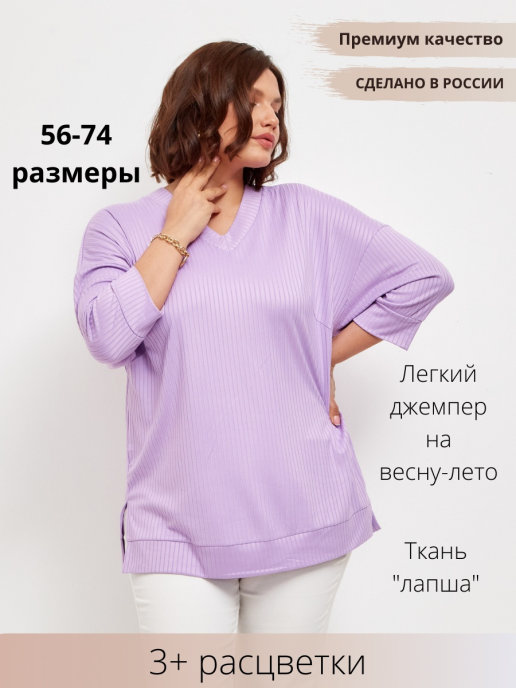 Премиум качество
СДЕЛАНО В РОССИИ
56-74
размеры
Легкий
джемпер
на
весну-лето
Ткань
"лапша"
3+ расцветки